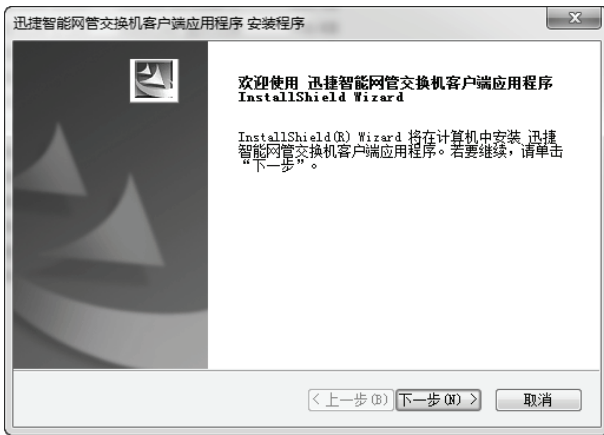 迅捷智能网管交换机客户端应用程序 安装程序
欢迎使用 迅捷智能网管交换机客户端应用程序
InstallShield Wizard
InstallShield(R) Wizard 将在计算机中安装 迅捷
智能网管交换机客户端应用程序。若要继续，请单击
“下一步”。
< 上一步(B) 下一步(N) > 取消